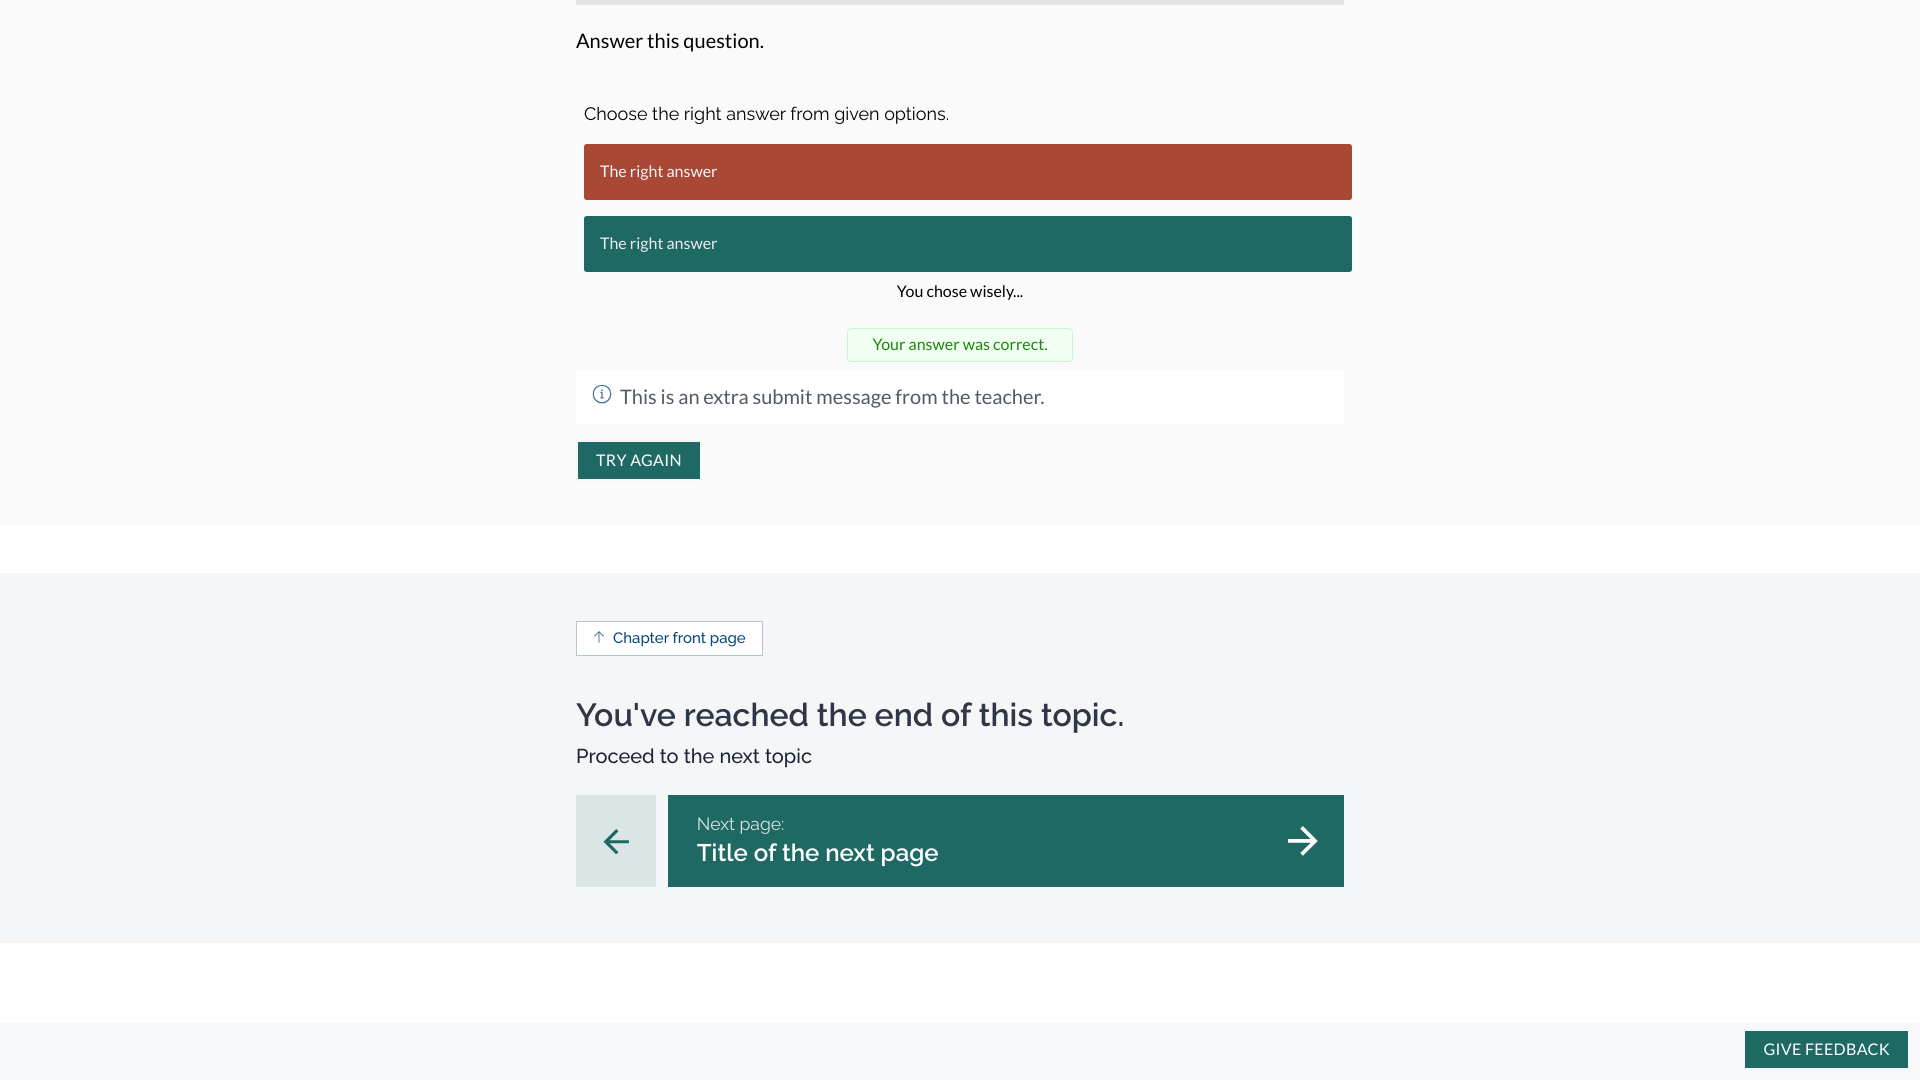 Answer this question.
Choose the right answer from given options.
The right answer
The right answer
You chose wisely...
Your answer was correct.
This is an extra submit message from the teacher.
TRY AGAIN
Chapter front page
You've reached the end of this topic.
Proceed to the next topic
Next page:
Title of the next page
GIVE FEEDBACK